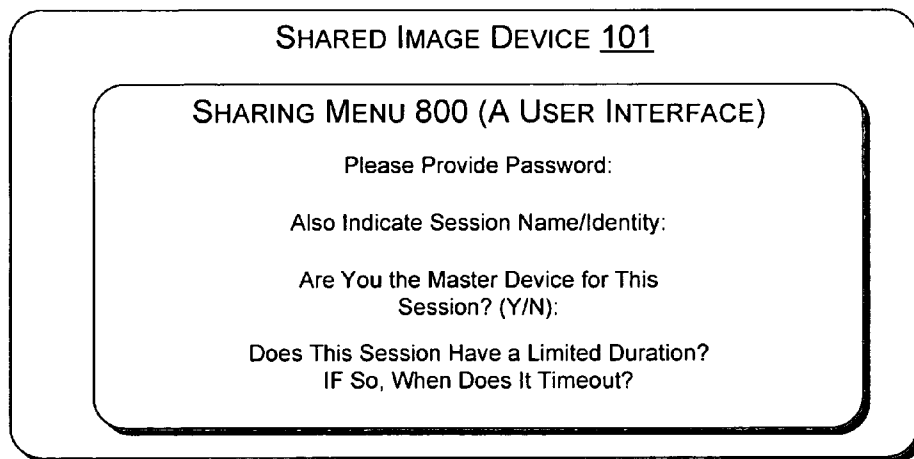 SHARED IMAGE DEVICE 101
SHARING MENU 800 (A USER INTERFACE)
Please Provide Password:
Also Indicate Session Name/Identity:
Are You the Master Device for This
Session? (Y/N):
Does This Session Have a Limited Duration?
IF So, When Does It Timeout?